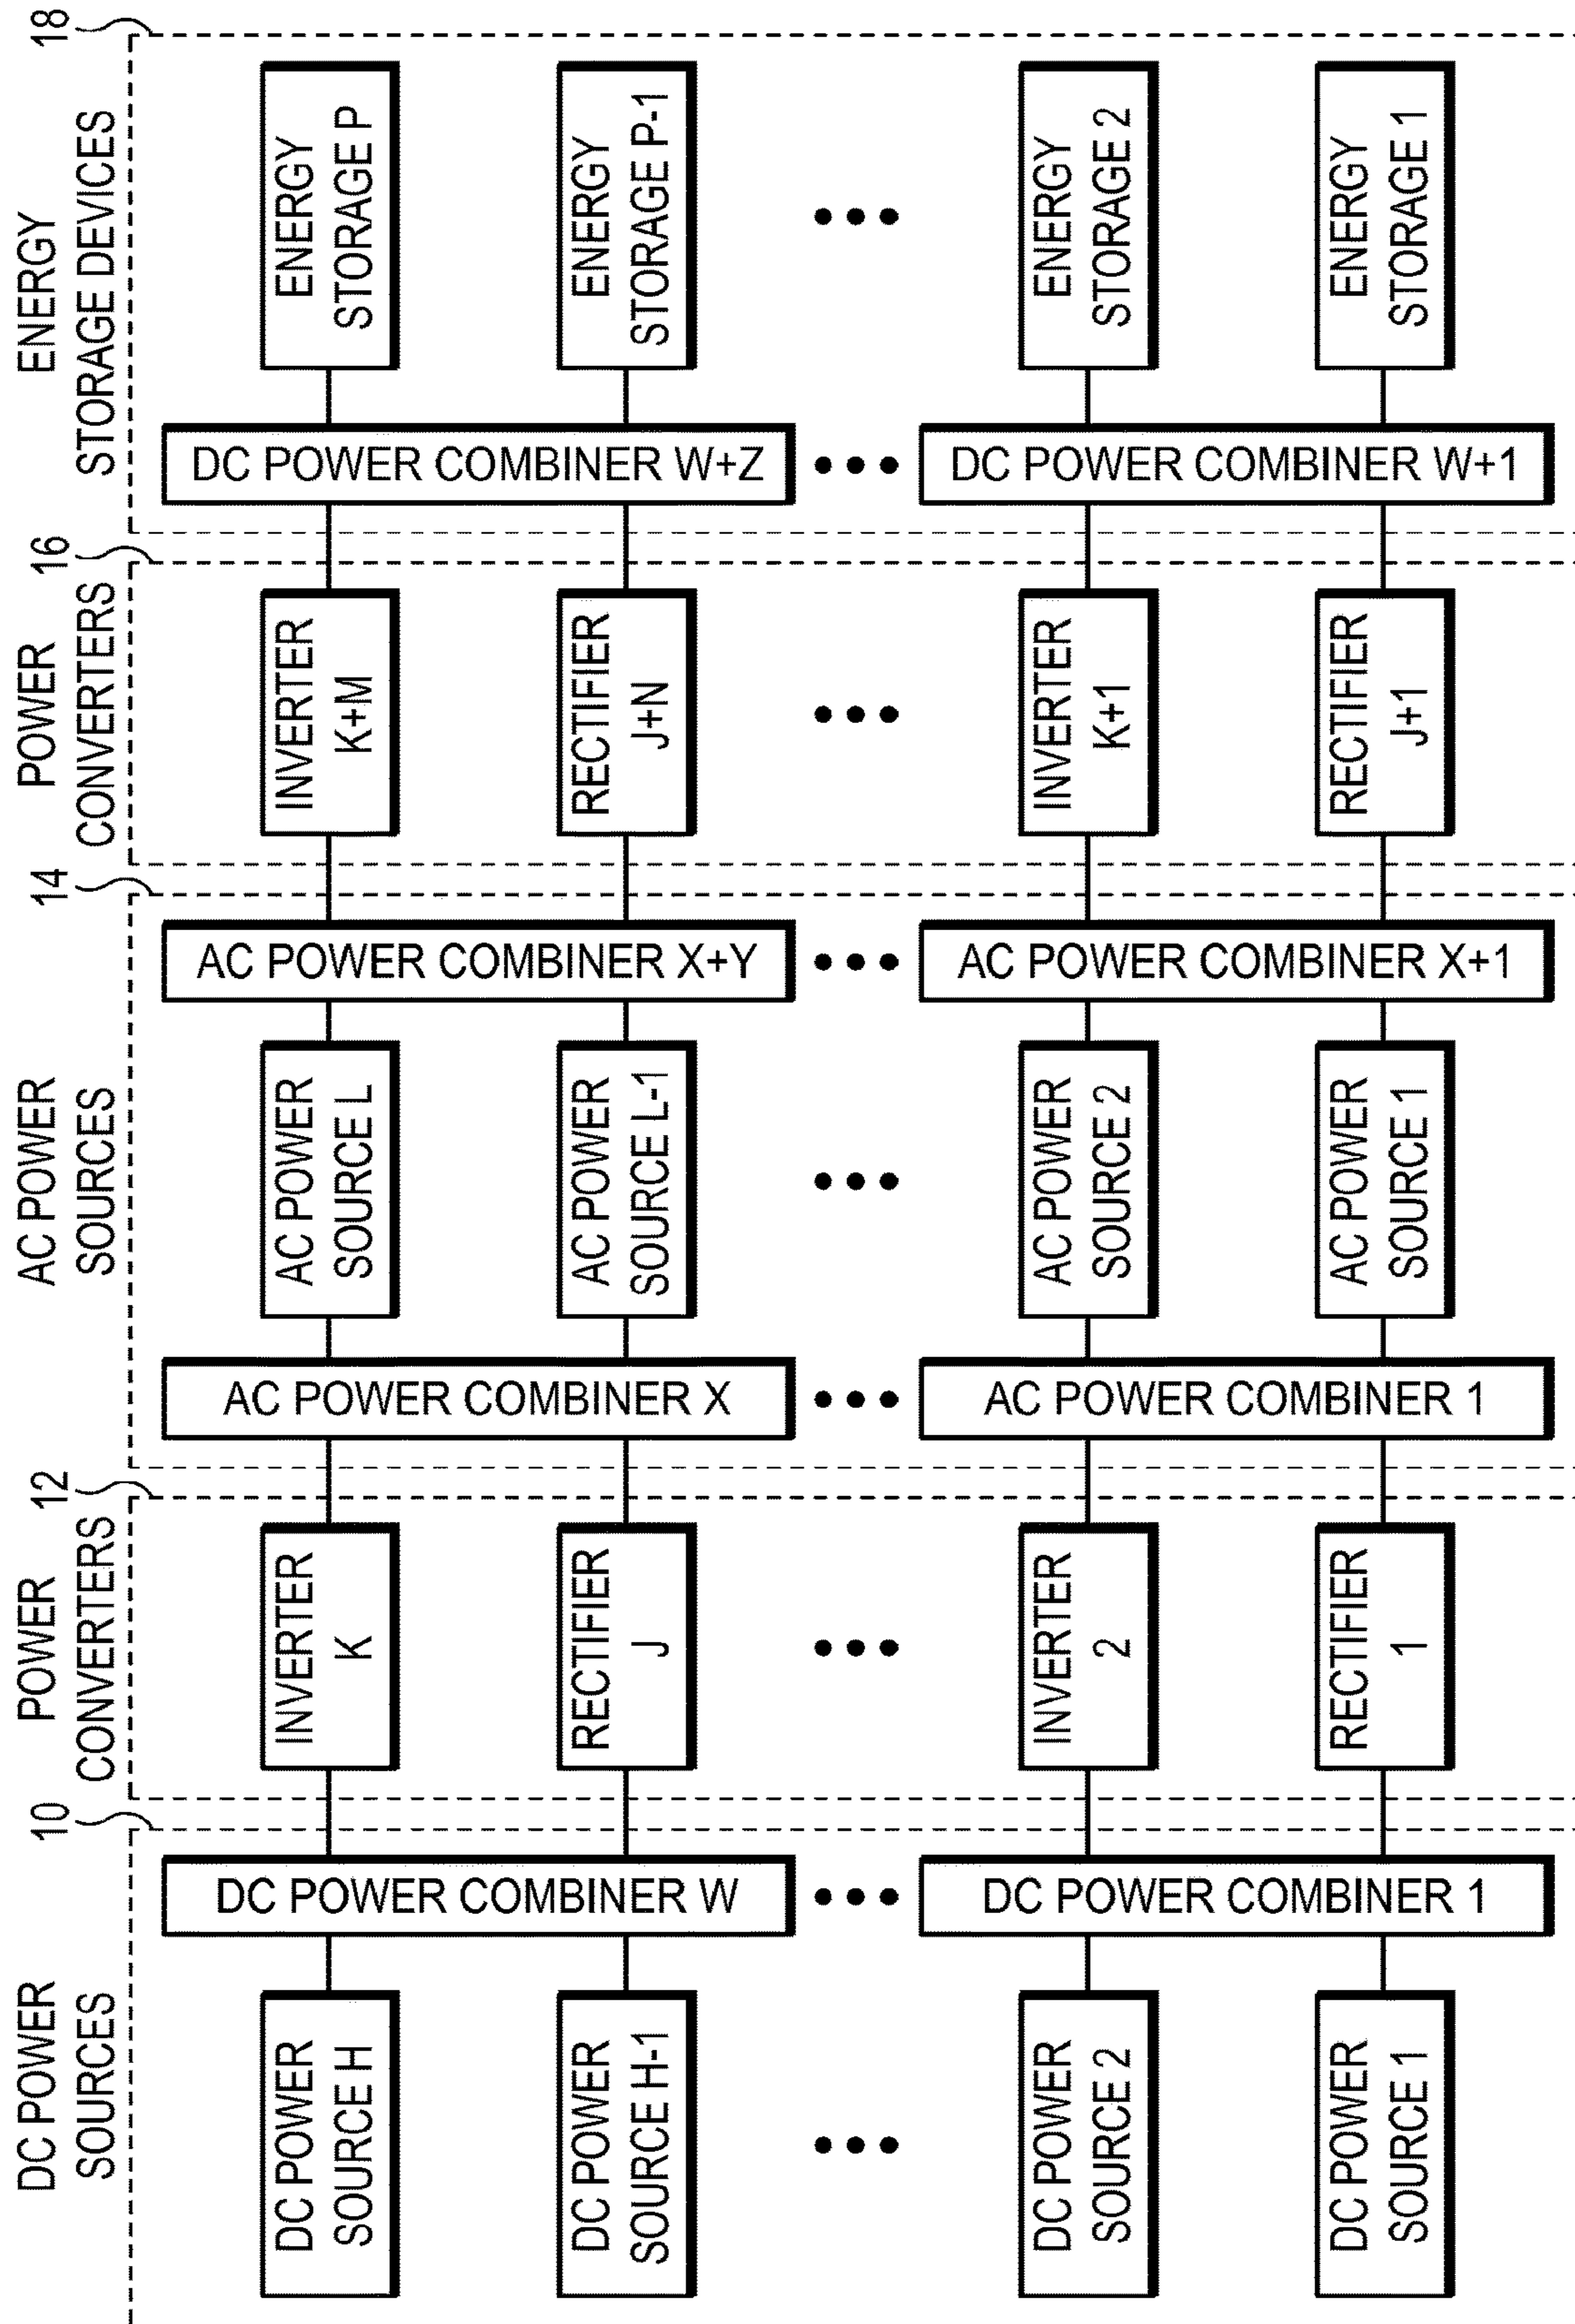 DC POWER
SOURCES
10
POWER
CONVERTERS
12
AC POWER
SOURCES
14
POWER
CONVERTERS
16
ENERGY
STORAGE DEVICES
18
DC POWER
SOURCE H
DC POWER COMBINER W
INVERTER
K
AC POWER COMBINER X
AC POWER
SOURCE L
AC POWER COMBINER X+Y
INVERTER
K+M
DC POWER COMBINER W+Z
ENERGY
STORAGE P
DC POWER
SOURCE H-1
RECTIFIER
J
AC POWER
SOURCE L-1
RECTIFIER
J+N
ENERGY
STORAGE P-1
DC POWER
SOURCE 2
DC POWER COMBINER 1
INVERTER
2
AC POWER COMBINER 1
AC POWER
SOURCE 2
AC POWER COMBINER X+1
INVERTER
K+1
DC POWER COMBINER W+1
ENERGY
STORAGE 2
DC POWER
SOURCE 1
RECTIFIER
1
AC POWER
SOURCE 1
RECTIFIER
J+1
ENERGY
STORAGE 1